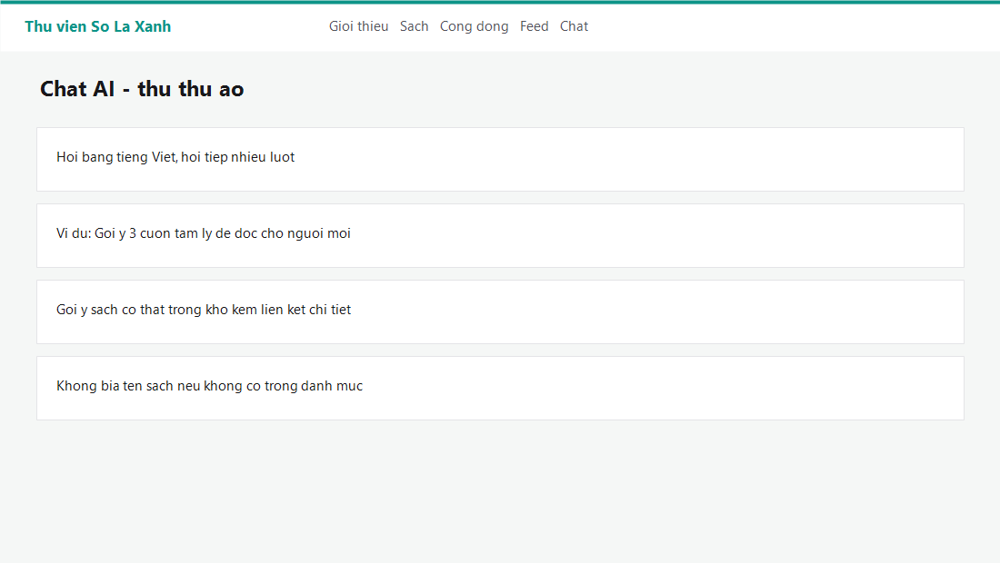 Thu vien So La Xanh
Gioi thieu Sach Cong dong Feed Chat
Chat AI - thu thu ao
Hoi bang tieng Viet, hoi tiep nhieu luot
Vi du: Goi y 3 cuon tam ly de doc cho nguoi moi
Goi y sach co that trong kho kem lien ket chi tiet
Khong bia ten sach neu khong co trong danh muc